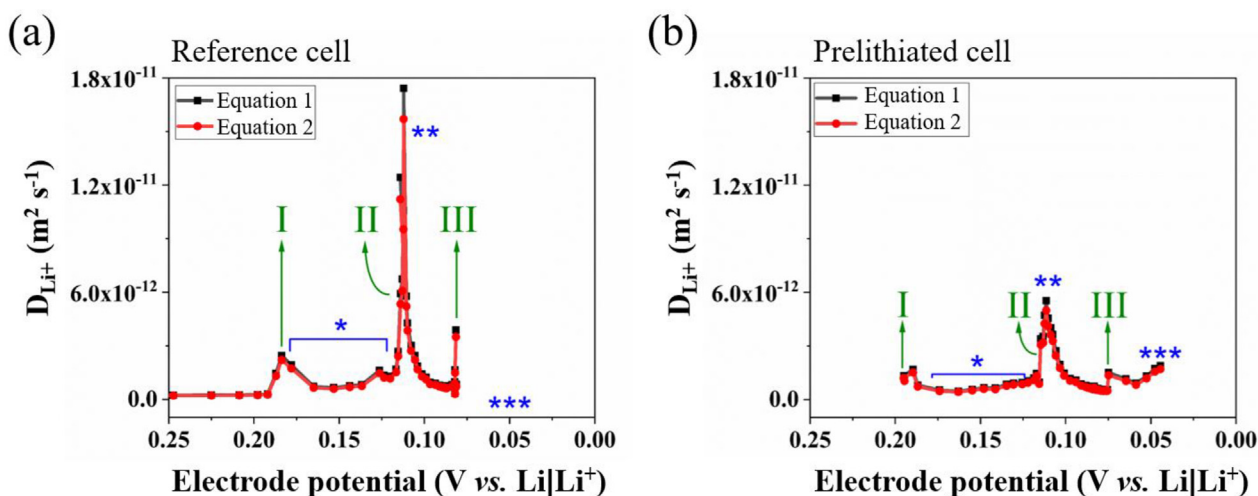 (a)
Reference cell
D_Li+ (m² s⁻¹)
1.8x10⁻¹¹
1.2x10⁻¹¹
6.0x10⁻¹²
0.0
Equation 1
Equation 2
I
II
III
*
**
***
0.25
0.20
0.15
0.10
0.05
0.00
Electrode potential (V vs. Li|Li⁺)
(b)
Prelithiated cell
D_Li+ (m² s⁻¹)
1.8x10⁻¹¹
1.2x10⁻¹¹
6.0x10⁻¹²
0.0
Equation 1
Equation 2
I
II
III
*
**
***
0.25
0.20
0.15
0.10
0.05
0.00
Electrode potential (V vs. Li|Li⁺)